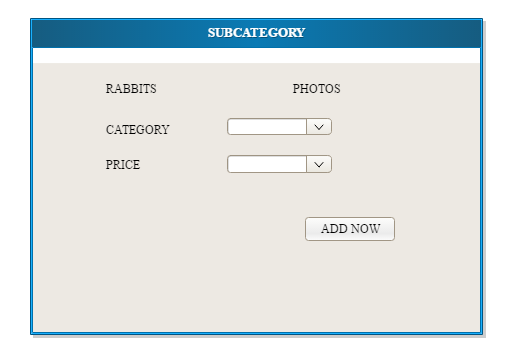 SUBCATEGORY
RABBITS PHOTOS
CATEGORY
PRICE
ADD NOW